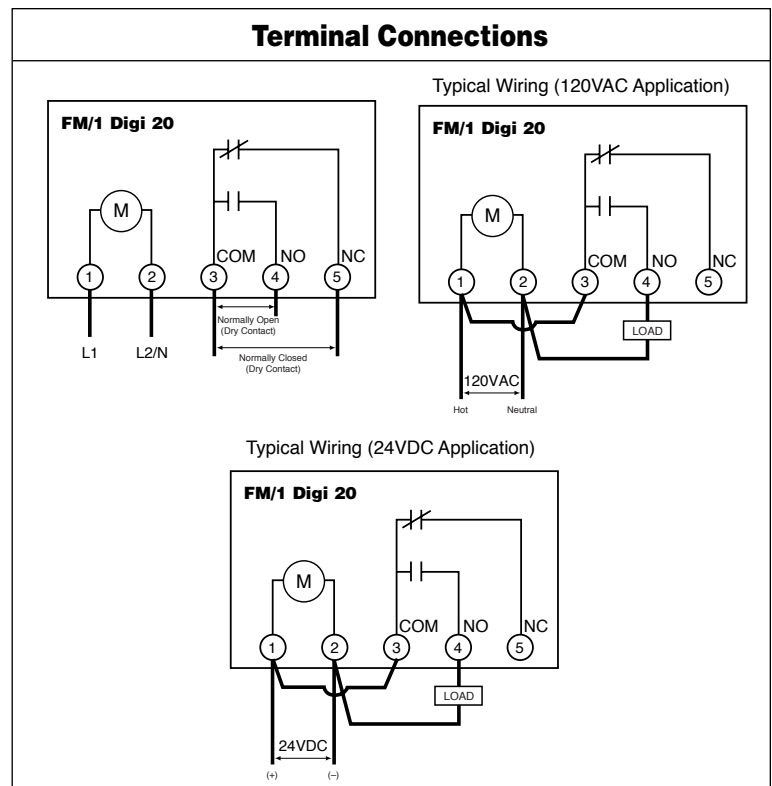 Terminal Connections
FM/1 Digi 20
M
COM NO NC
1 2 3 4 5
Normally Open
(Dry Contact)
L1 L2/N
Normally Closed
(Dry Contact)
Typical Wiring (120VAC Application)
FM/1 Digi 20
M
COM NO NC
1 2 3 4 5
LOAD
120VAC
Hot Neutral
Typical Wiring (24VDC Application)
FM/1 Digi 20
M
COM NO NC
1 2 3 4 5
LOAD
24VDC
(+) (–)